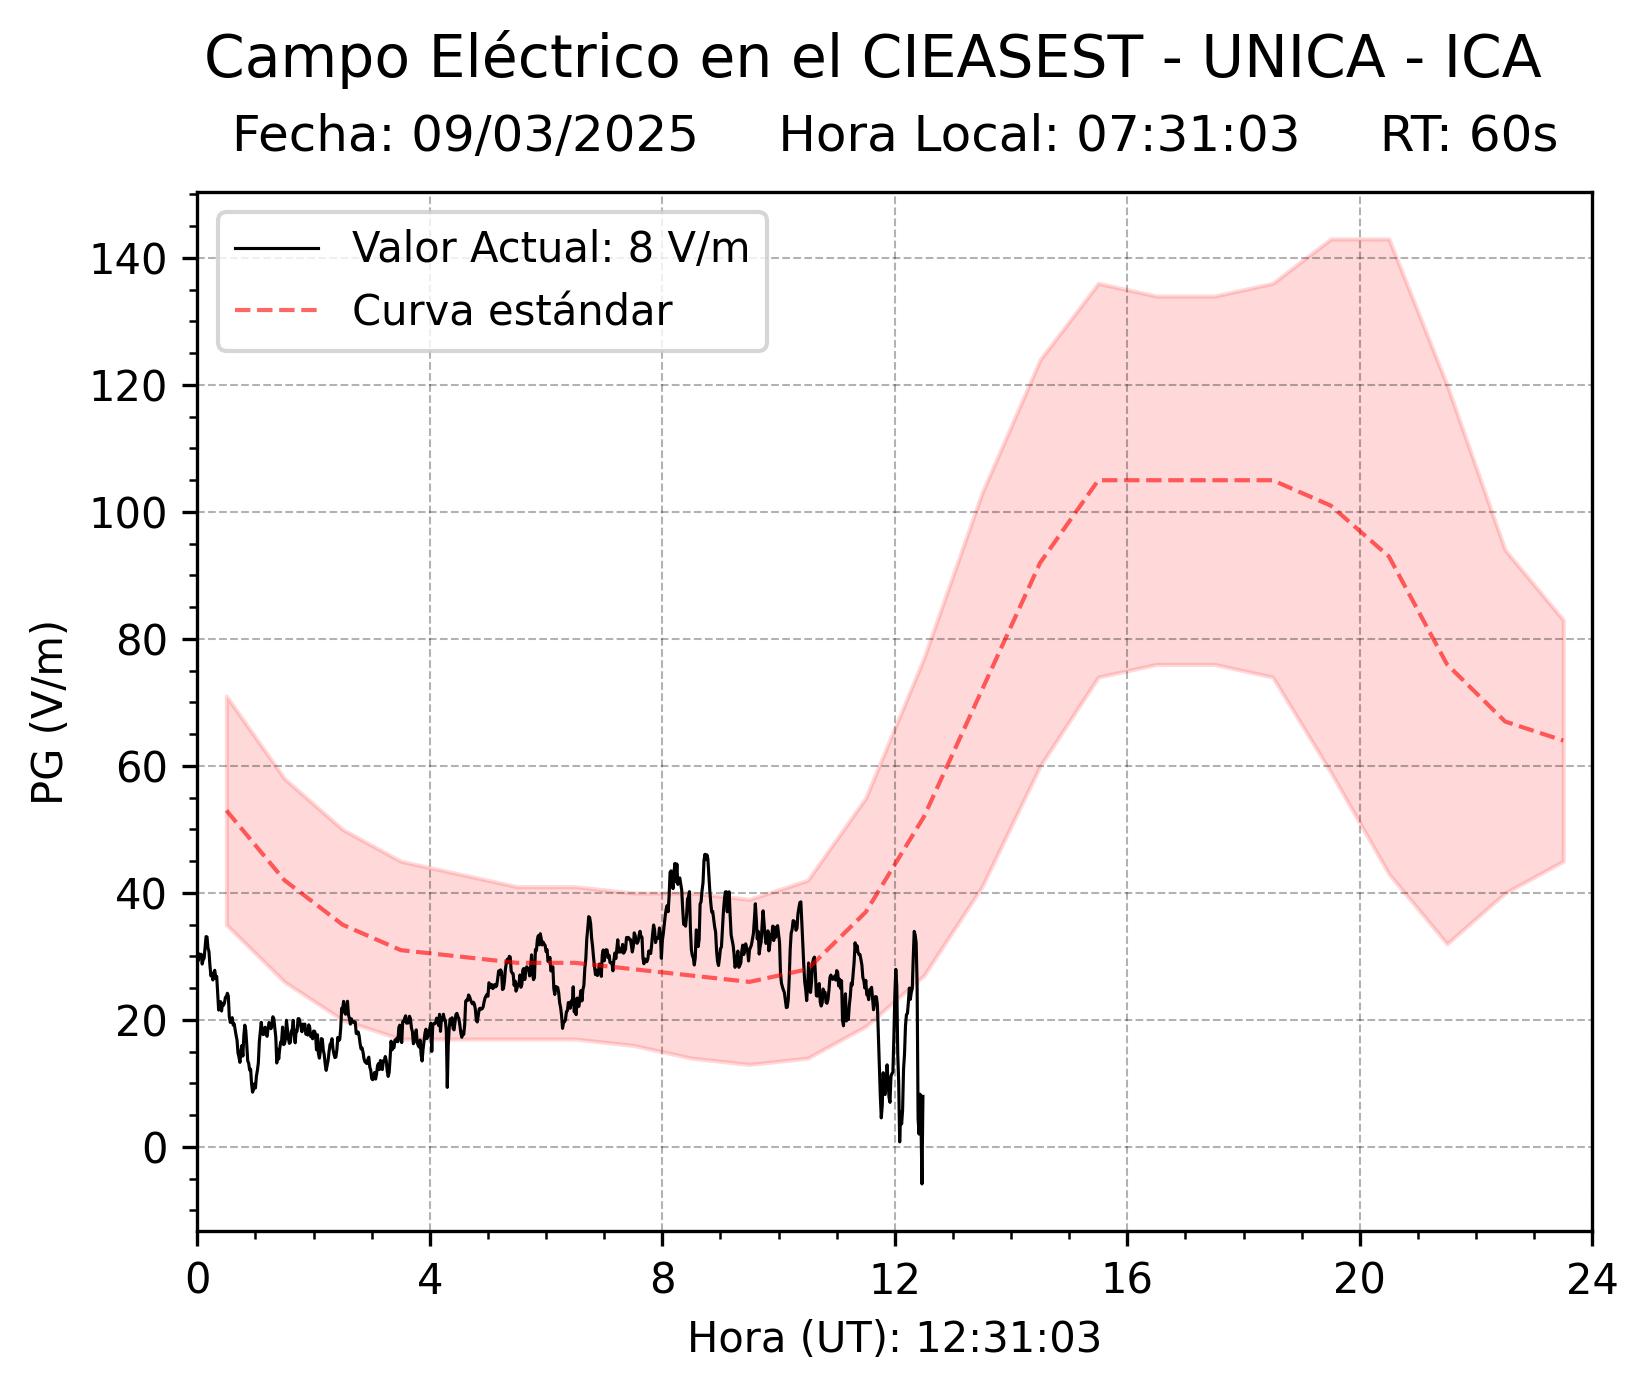 Campo Eléctrico en el CIEASEST - UNICA - ICA
Fecha: 09/03/2025 Hora Local: 07:31:03 RT: 60s
Valor Actual: 8 V/m
Curva estándar
PG (V/m)
140
120
100
80
60
40
20
0
0 4 8 12 16 20 24
Hora (UT): 12:31:03